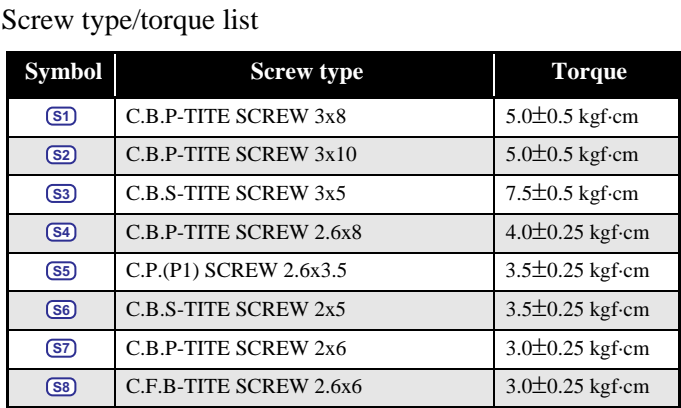 Screw type/torque list
Symbol Screw type Torque
S1 C.B.P-TITE SCREW 3x8 5.0±0.5 kgf·cm
S2 C.B.P-TITE SCREW 3x10 5.0±0.5 kgf·cm
S3 C.B.S-TITE SCREW 3x5 7.5±0.5 kgf·cm
S4 C.B.P-TITE SCREW 2.6x8 4.0±0.25 kgf·cm
S5 C.P.(P1) SCREW 2.6x3.5 3.5±0.25 kgf·cm
S6 C.B.S-TITE SCREW 2x5 3.5±0.25 kgf·cm
S7 C.B.P-TITE SCREW 2x6 3.0±0.25 kgf·cm
S8 C.F.B-TITE SCREW 2.6x6 3.0±0.25 kgf·cm